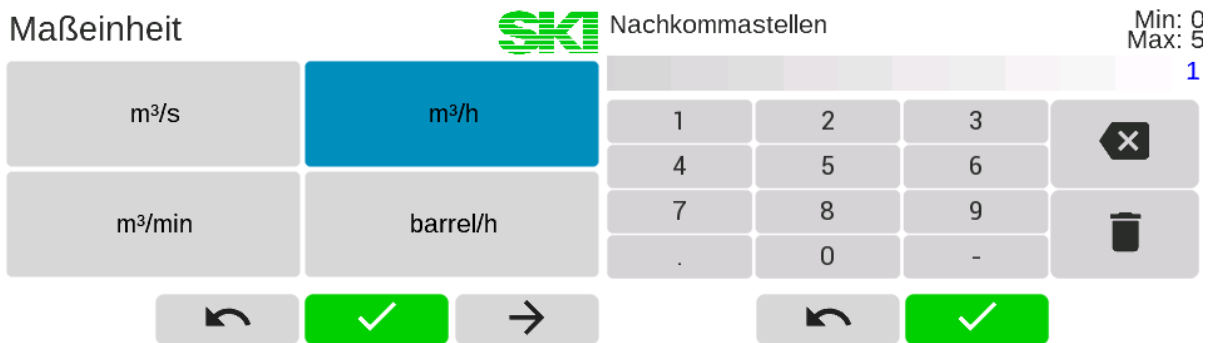 Maßeinheit
SKI
m³/s
m³/h
m³/min
barrel/h
Nachkommastellen
Min: 0
Max: 5
1
1 2 3
4 5 6
7 8 9
. 0 -